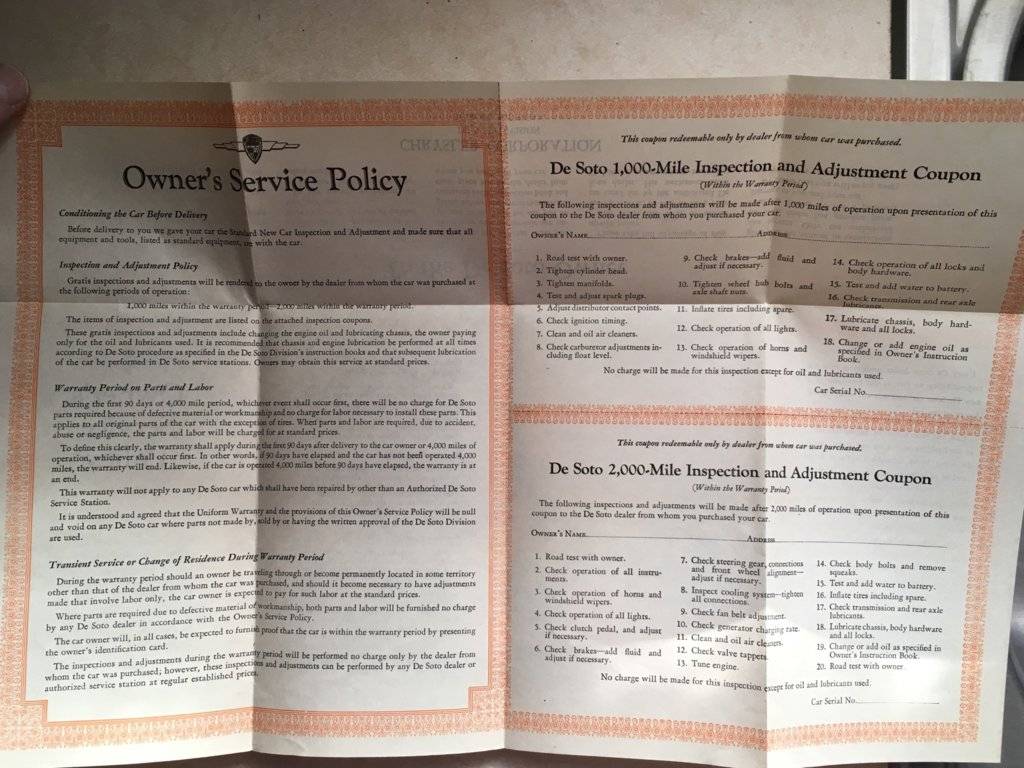 Owner's Service Policy
Conditioning the Car Before Delivery
Before delivery to you we gave your car the Standard New Car Inspection and Adjustment and made sure that all
equipment and tools, listed as standard equipment, are with the car.
Inspection and Adjustment Policy
Gratis inspections and adjustments will be rendered to the owner by the dealer from whom the car was purchased at
the following periods of operation:
1,000 miles within the warranty period—2,000 miles within the warranty period.
The items of inspection and adjustment are listed on the attached inspection coupons.
These gratis inspections and adjustments include changing the engine oil and lubricating chassis, the owner paying
only for the oil and lubricants used. It is recommended that chassis and engine lubrication be performed at all times
according to De Soto procedure as specified in the De Soto Division's instruction books and that subsequent lubrication
of the car be performed in De Soto service stations. Owners may obtain this service at standard prices.
Warranty Period on Parts and Labor
During the first 90 days or 4,000 mile period, whichever event shall occur first, there will be no charge for De Soto
parts required because of defective material or workmanship and no charge for labor necessary to install these parts. This
applies to all original parts of the car with the exception of tires. When parts and labor are required, due to accident,
abuse or negligence, the parts and labor will be charged for at standard prices.
To define this clearly, the warranty shall apply during the first 90 days after delivery to the car owner or 4,000 miles of
operation, whichever shall occur first. In other words, if 90 days have elapsed and the car has not been operated 4,000
miles, the warranty will end. Likewise, if the car is operated 4,000 miles before 90 days have elapsed, the warranty is at
an end.
This warranty will not apply to any De Soto car which shall have been repaired by other than an Authorized De Soto
Service Station.
It is understood and agreed that the Uniform Warranty and the provisions of this Owner's Service Policy will be null
and void on any De Soto car where parts not made by, sold by or having the written approval of the De Soto Division
are used.
Transient Service or Change of Residence During Warranty Period
During the warranty period should an owner be traveling through or become permanently located in some territory
other than that of the dealer from whom the car was purchased, and should it become necessary to have adjustments
made that involve labor only, the car owner is expected to pay for such labor at the standard prices.
Where parts are required due to defective material or workmanship, both parts and labor will be furnished no charge
by any De Soto dealer in accordance with the Owner's Service Policy.
The car owner will, in all cases, be expected to furnish proof that the car is within the warranty period by presenting
the owner's identification card.
The inspections and adjustments during the warranty period will be performed no charge only by the dealer from
whom the car was purchased; however, these inspections and adjustments can be performed by any De Soto dealer or
authorized service station at regular established prices.
This coupon redeemable only by dealer from whom car was purchased.
De Soto 1,000-Mile Inspection and Adjustment Coupon
(Within the Warranty Period)
The following inspections and adjustments will be made after 1,000 miles of operation upon presentation of this
coupon to the De Soto dealer from whom you purchased your car.
Owner's Name Address
1. Road test with owner.
2. Tighten cylinder head.
3. Tighten manifolds.
4. Test and adjust spark plugs.
5. Adjust distributor contact points.
6. Check ignition timing.
7. Clean and oil air cleaners.
8. Check carburetor adjustments in-
cluding float level.
9. Check brakes—add fluid and
adjust if necessary.
10. Tighten wheel hub bolts and
axle shaft nuts.
11. Inflate tires including spare.
12. Check operation of all lights.
13. Check operation of horns and
windshield wipers.
14. Check operation of all locks and
body hardware.
15. Test and add water to battery.
16. Check transmission and rear axle
lubricants.
17. Lubricate chassis, body hard-
ware and all locks.
18. Change or add engine oil as
specified in Owner's Instruction
Book.
No charge will be made for this inspection except for oil and lubricants used.
Car Serial No.
This coupon redeemable only by dealer from whom car was purchased.
De Soto 2,000-Mile Inspection and Adjustment Coupon
(Within the Warranty Period)
The following inspections and adjustments will be made after 2,000 miles of operation upon presentation of this
coupon to the De Soto dealer from whom you purchased your car.
Owner's Name Address
1. Road test with owner.
2. Check operation of all instru-
ments.
3. Check operation of horns and
windshield wipers.
4. Check operation of all lights.
5. Check clutch pedal, and adjust
if necessary.
6. Check brakes—add fluid and
adjust if necessary.
7. Check steering gear, connections
and front wheel alignment—
adjust if necessary.
8. Inspect cooling system—tighten
all connections.
9. Check fan belt adjustment.
10. Check generator charging rate.
11. Clean and oil air cleaners.
12. Check valve tappets.
13. Tune engine.
14. Check body bolts and remove
squeaks.
15. Test and add water to battery.
16. Inflate tires including spare.
17. Check transmission and rear axle
lubricants.
18. Lubricate chassis, body hardware
and all locks.
19. Change or add oil as specified in
Owner's Instruction Book.
20. Road test with owner.
No charge will be made for this inspection except for oil and lubricants used.
Car Serial No.